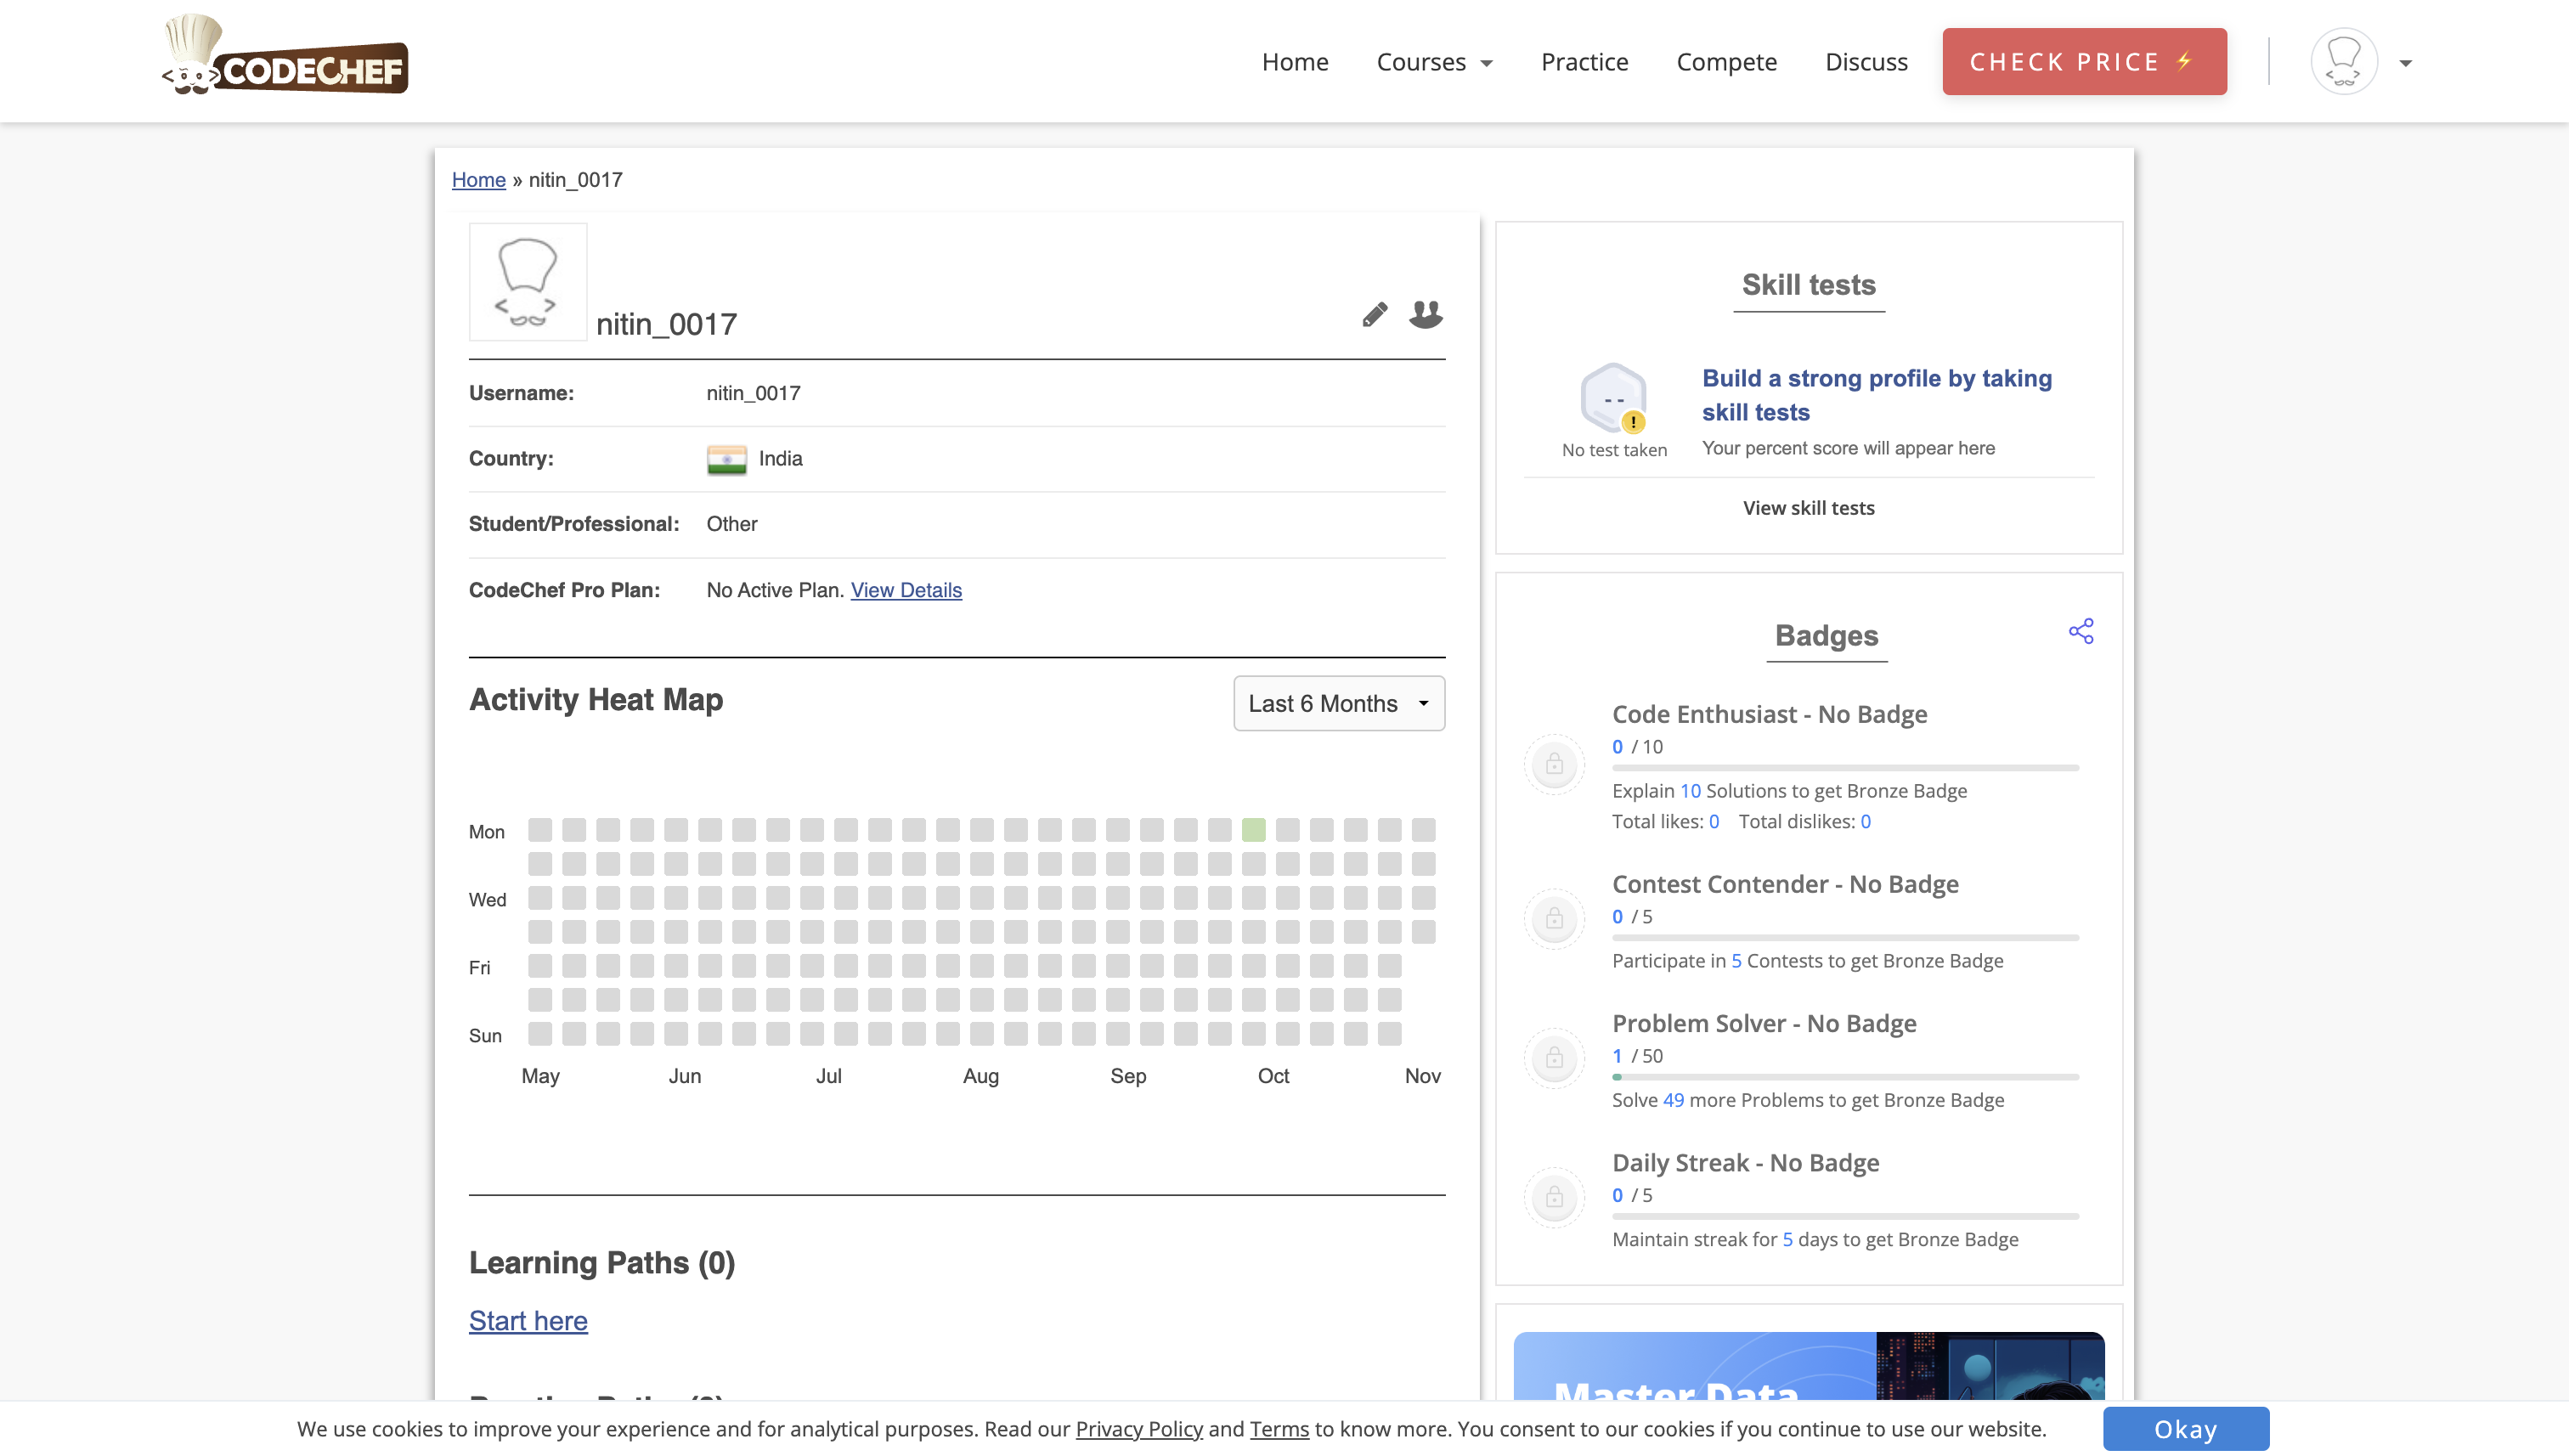 CODECHEF
Home
Courses
Practice
Compete
Discuss
CHECK PRICE ⚡
Home » nitin_0017
nitin_0017
Username: nitin_0017
Country: India
Student/Professional: Other
CodeChef Pro Plan: No Active Plan. View Details
Activity Heat Map
Last 6 Months
Mon
Wed
Fri
Sun
May Jun Jul Aug Sep Oct Nov
Learning Paths (0)
Start here
Skill tests
- -
!
No test taken
Build a strong profile by taking
skill tests
Your percent score will appear here
View skill tests
Badges
Code Enthusiast - No Badge
0 / 10
Explain 10 Solutions to get Bronze Badge
Total likes: 0 Total dislikes: 0
Contest Contender - No Badge
0 / 5
Participate in 5 Contests to get Bronze Badge
Problem Solver - No Badge
1 / 50
Solve 49 more Problems to get Bronze Badge
Daily Streak - No Badge
0 / 5
Maintain streak for 5 days to get Bronze Badge
Master Data
We use cookies to improve your experience and for analytical purposes. Read our Privacy Policy and Terms to know more. You consent to our cookies if you continue to use our website.
Okay